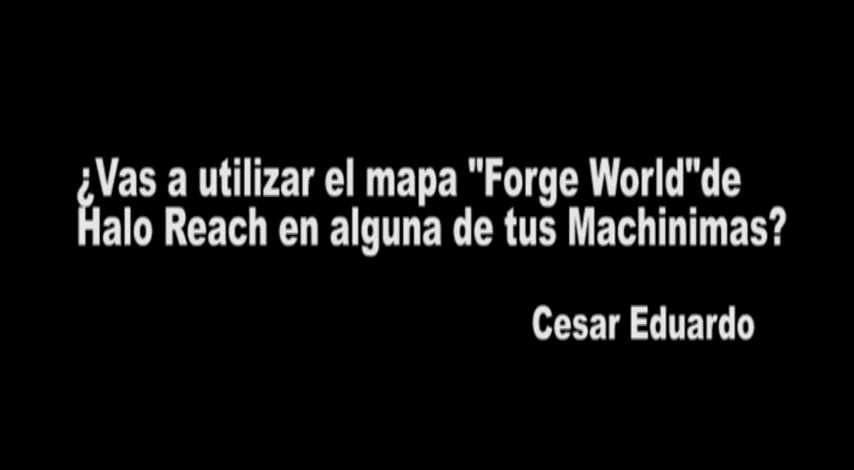 ¿Vas a utilizar el mapa "Forge World"de
Halo Reach en alguna de tus Machinimas?
Cesar Eduardo